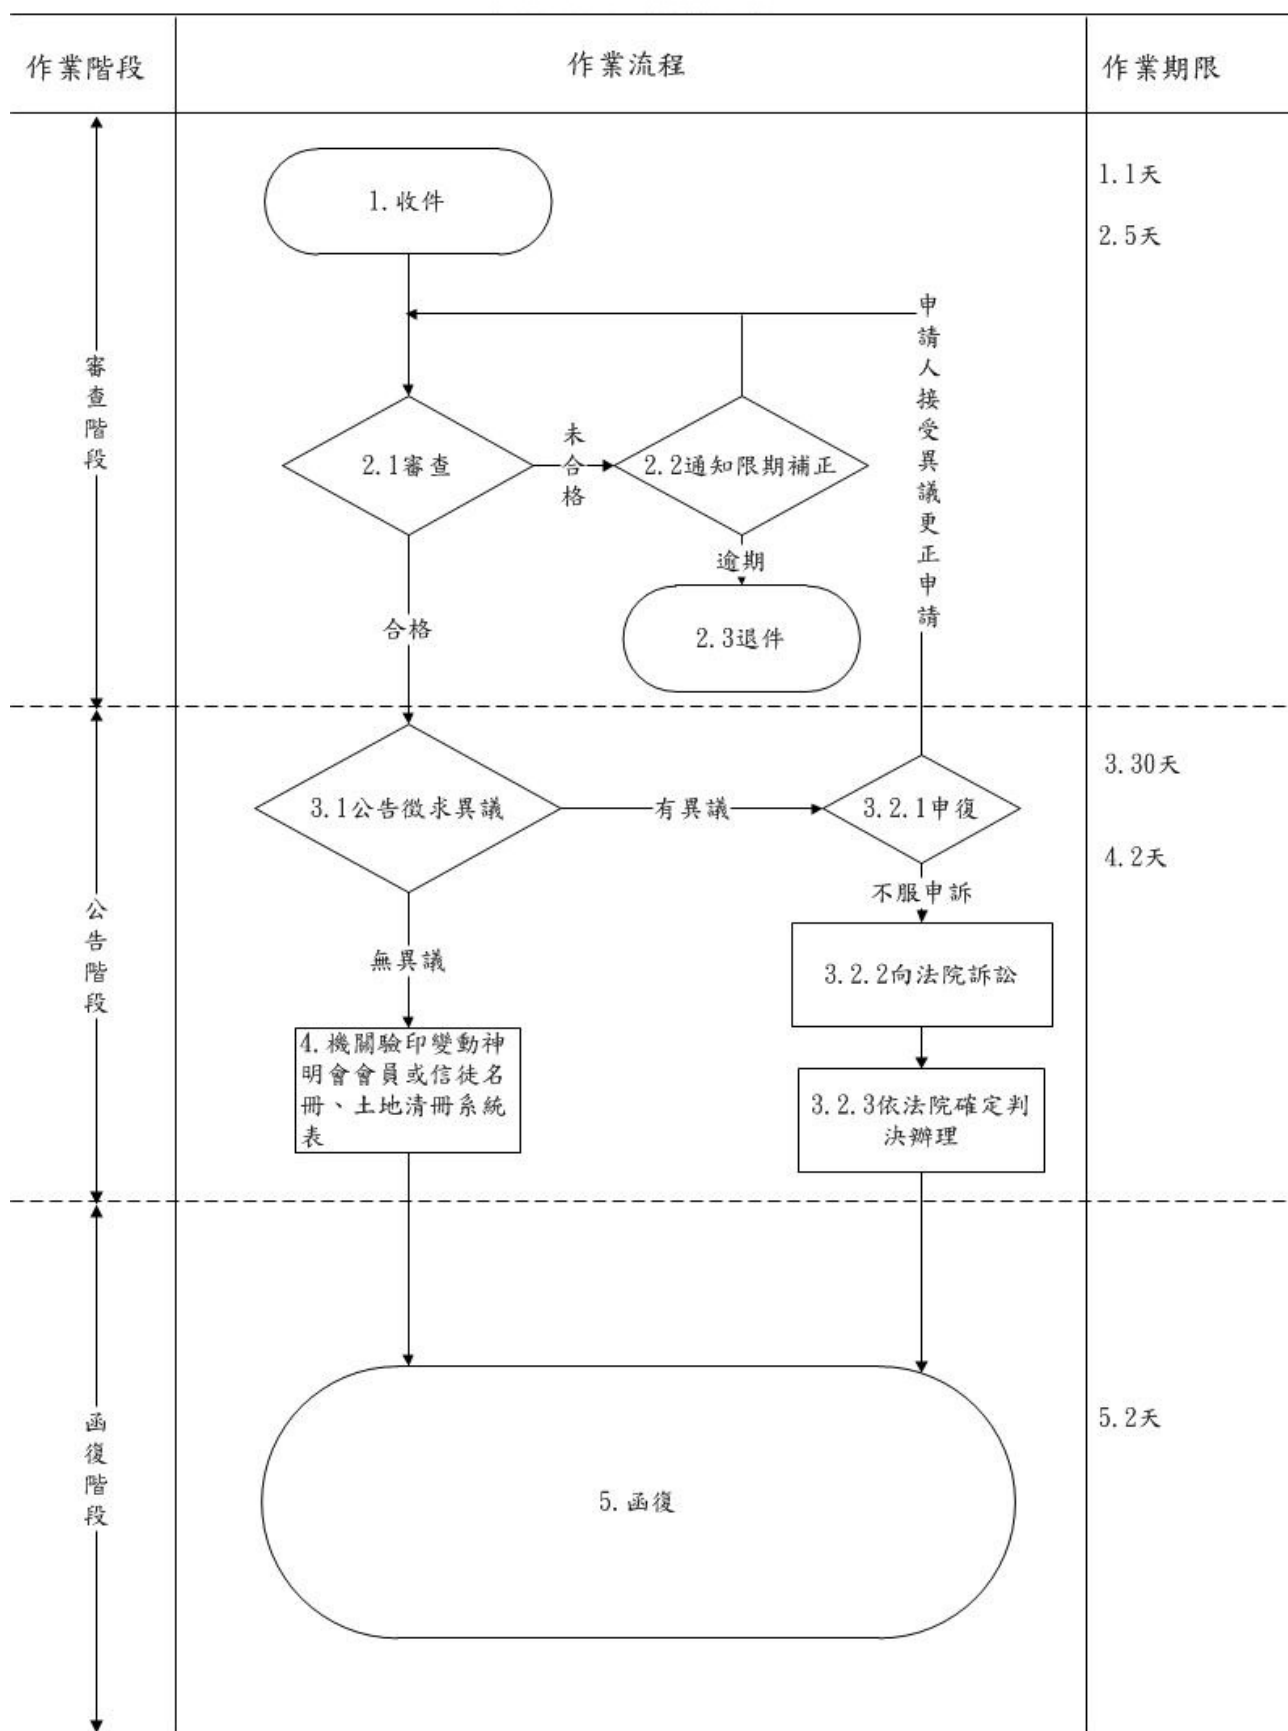 作業階段
作業流程
作業期限
1.收件
1.1天
2.5天
審查階段
申請人接受異議更正申請
2.1審查
未合格
2.2通知限期補正
逾期
合格
2.3退件
3.1公告徵求異議
有異議
3.2.1申復
3.30天
4.2天
公告階段
不服申訴
無異議
3.2.2向法院訴訟
4.機關驗印變動神
明會會員或信徒名
冊、土地清冊系統
表
3.2.3依法院確定判
決辦理
函復階段
5.函復
5.2天